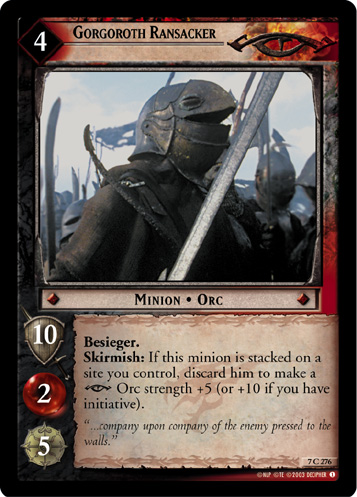 4
GORGOROTH RANSACKER
MINION • ORC
10
2
5
Besieger.
Skirmish: If this minion is stacked on a
site you control, discard him to make a
Orc strength +5 (or +10 if you have
initiative).
"...company upon company of the enemy pressed to the
walls."
7 C 276
©NLP ™TE ©2003 DECIPHER